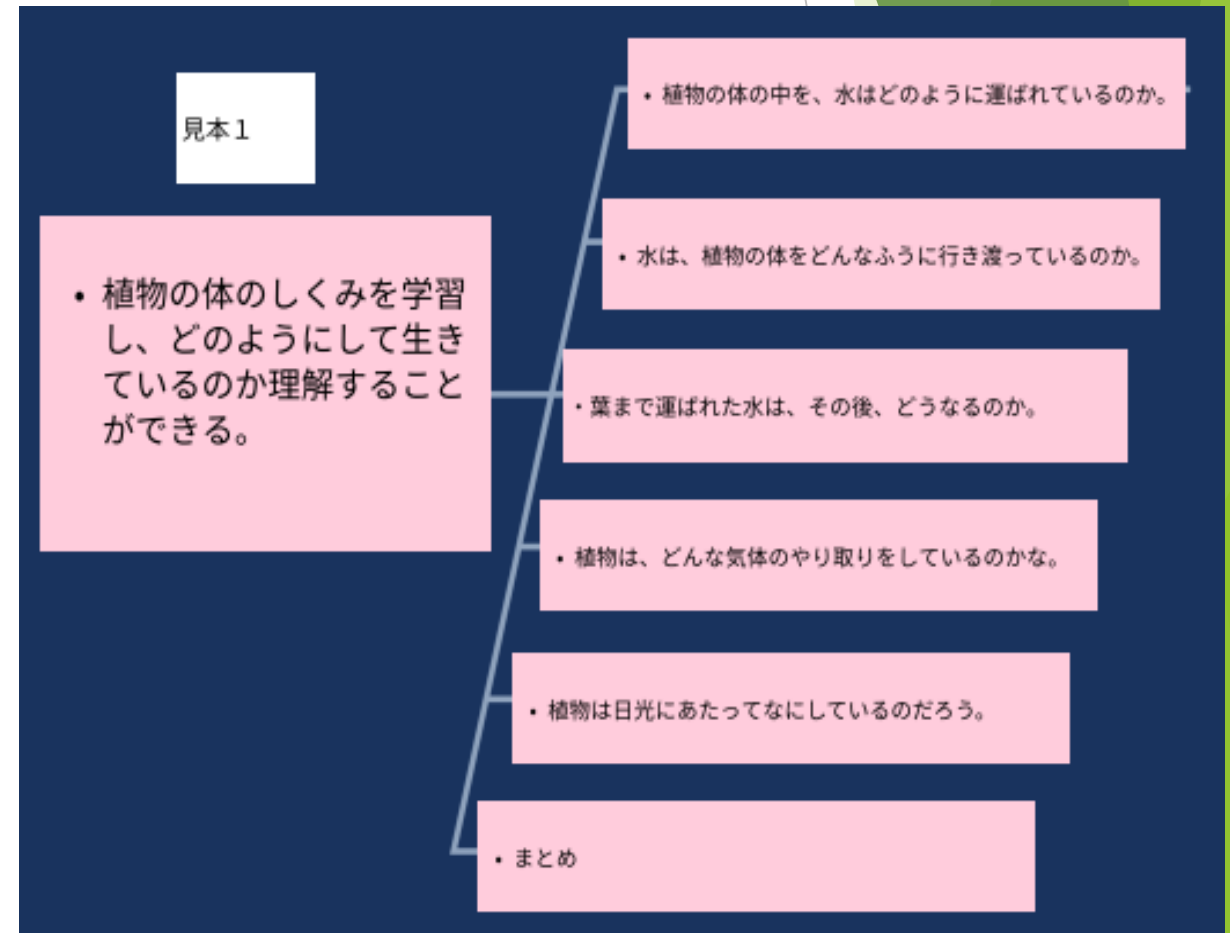 見本１
• 植物の体のしくみを学習
し、どのようにして生き
ているのか理解すること
ができる。
• 植物の体の中を、水はどのように運ばれているのか。
• 水は、植物の体をどんなふうに行き渡っているのか。
・葉まで運ばれた水は、その後、どうなるのか。
• 植物は、どんな気体のやり取りをしているのかな。
• 植物は日光にあたってなにしているのだろう。
• まとめ